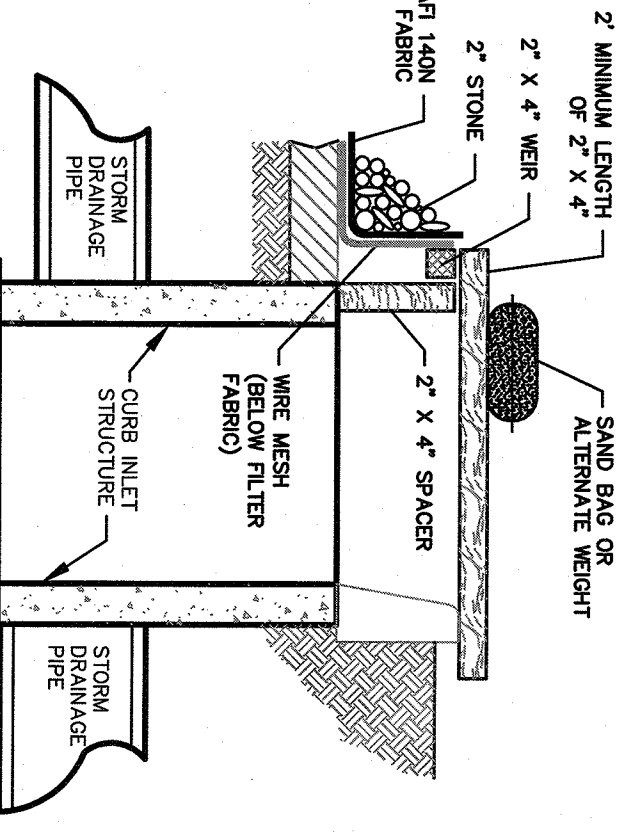 2' MINIMUM LENGTH
OF 2" X 4"
2" X 4" WEIR
2" STONE
AFI 140N
FABRIC
SAND BAG OR
ALTERNATE WEIGHT
2" X 4" SPACER
WIRE MESH
(BELOW FILTER
FABRIC)
CURB INLET
STRUCTURE
STORM
DRAINAGE
PIPE
STORM
DRAINAGE
PIPE